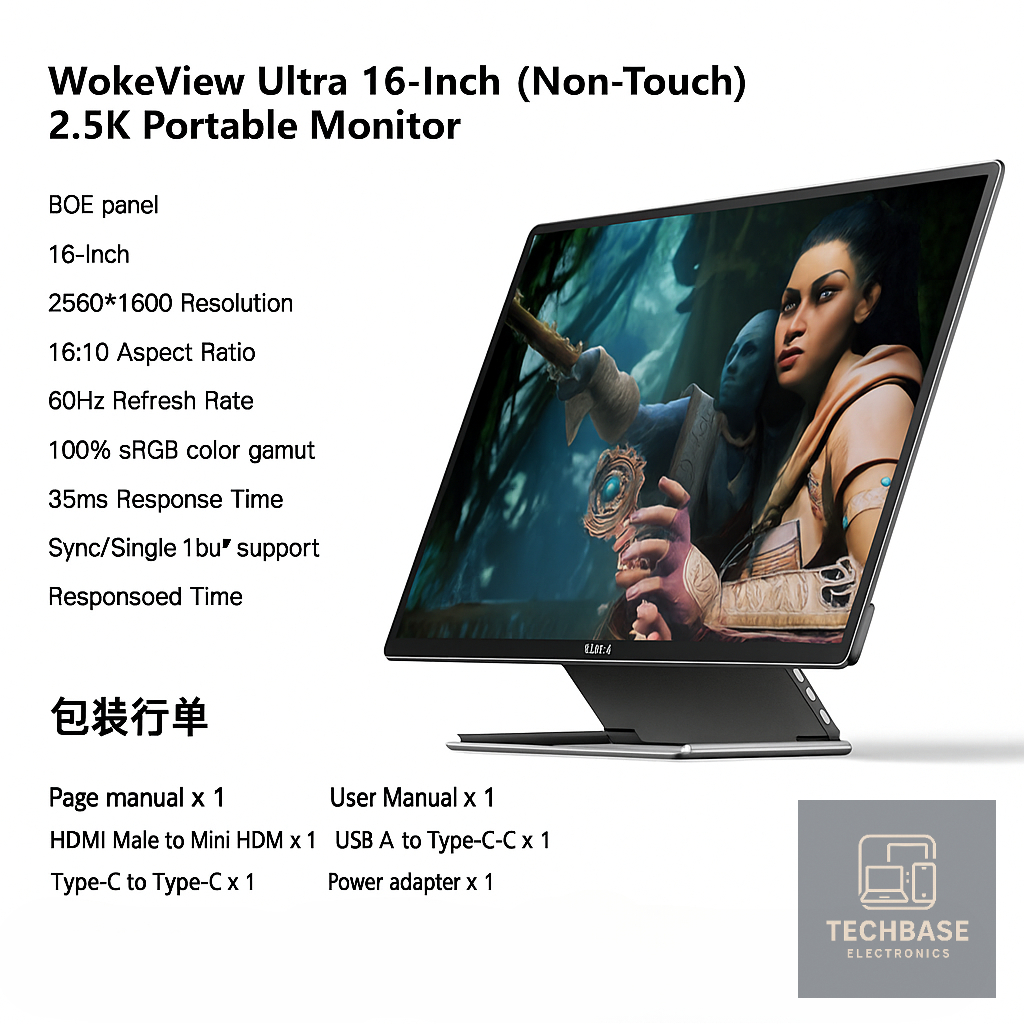 WokeView Ultra 16-Inch (Non-Touch)
2.5K Portable Monitor
BOE panel
16-Inch
2560*1600 Resolution
16:10 Aspect Ratio
60Hz Refresh Rate
100% sRGB color gamut
35ms Response Time
Sync/Single support
Responsoed Time
包装行单
Page manual x 1 User Manual x 1
HDMI Male to Mini HDM x 1 USB A to Type-C-C x 1
Type-C to Type-C x 1 Power adapter x 1
TECHBASE
ELECTRONICS